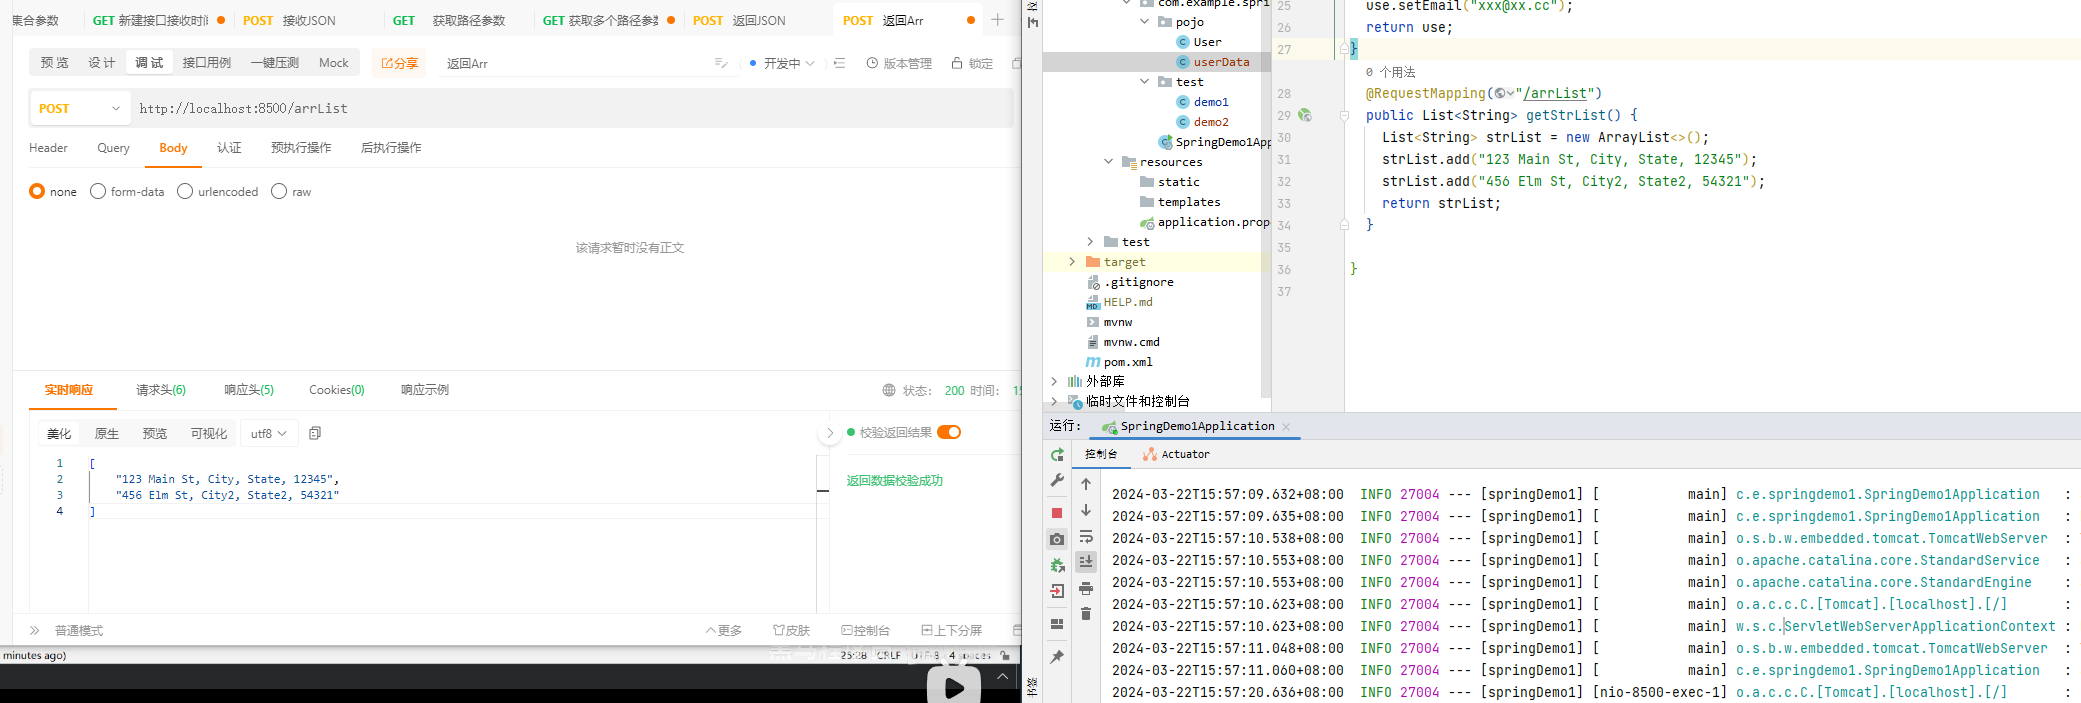 集合参数
GET 新建接口接收时间
POST 接收JSON
GET 获取路径参数
GET 获取多个路径参数
POST 返回JSON
POST 返回Arr
预 览
设 计
调 试
接口用例
一键压测
Mock
分享
返回Arr
开发中
版本管理
锁定
POST
http://localhost:8500/arrList
Header
Query
Body
认证
预执行操作
后执行操作
none
form-data
urlencoded
raw
该请求暂时没有正文
实时响应
请求头(6)
响应头(5)
Cookies(0)
响应示例
状态： 200 时间：
美化
原生
预览
可视化
utf8
校验返回结果
返回数据校验成功
1 [
2 "123 Main St, City, State, 12345",
3 "456 Elm St, City2, State2, 54321"
4 ]
普通模式
更多
皮肤
控制台
上下分屏
minutes ago)
25:28 CRLF UTF-8 4 spaces
com.example.spri
pojo
User
userData
test
demo1
demo2
SpringDemo1App
resources
static
templates
application.prop
test
target
.gitignore
HELP.md
mvnw
mvnw.cmd
pom.xml
外部库
临时文件和控制台
25 use.setEmail("xxx@xx.cc");
26 return use;
27 }
0 个用法
28 @RequestMapping("/arrList")
29 public List<String> getStrList() {
30 List<String> strList = new ArrayList<>();
31 strList.add("123 Main St, City, State, 12345");
32 strList.add("456 Elm St, City2, State2, 54321");
33 return strList;
34 }
35
36 }
37
运行:
SpringDemo1Application
控制台
Actuator
2024-03-22T15:57:09.632+08:00 INFO 27004 --- [springDemo1] [ main] c.e.springdemo1.SpringDemo1Application :
2024-03-22T15:57:09.635+08:00 INFO 27004 --- [springDemo1] [ main] c.e.springdemo1.SpringDemo1Application :
2024-03-22T15:57:10.538+08:00 INFO 27004 --- [springDemo1] [ main] o.s.b.w.embedded.tomcat.TomcatWebServer :
2024-03-22T15:57:10.553+08:00 INFO 27004 --- [springDemo1] [ main] o.apache.catalina.core.StandardService :
2024-03-22T15:57:10.553+08:00 INFO 27004 --- [springDemo1] [ main] o.apache.catalina.core.StandardEngine :
2024-03-22T15:57:10.623+08:00 INFO 27004 --- [springDemo1] [ main] o.a.c.c.C.[Tomcat].[localhost].[/] :
2024-03-22T15:57:10.623+08:00 INFO 27004 --- [springDemo1] [ main] w.s.c.ServletWebServerApplicationContext :
2024-03-22T15:57:11.048+08:00 INFO 27004 --- [springDemo1] [ main] o.s.b.w.embedded.tomcat.TomcatWebServer :
2024-03-22T15:57:11.060+08:00 INFO 27004 --- [springDemo1] [ main] c.e.springdemo1.SpringDemo1Application :
2024-03-22T15:57:20.636+08:00 INFO 27004 --- [springDemo1] [nio-8500-exec-1] o.a.c.c.C.[Tomcat].[localhost].[/] :
书签